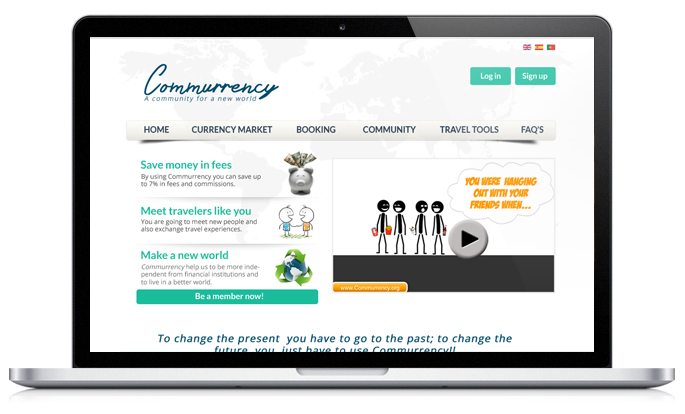 Commurrency
A community for a new world
Log in
Sign up
HOME
CURRENCY MARKET
BOOKING
COMMUNITY
TRAVEL TOOLS
FAQ'S
Save money in fees
By using Commurrency you can save up
to 7% in fees and commissions.
Meet travelers like you
You are going to meet new people and
also exchange travel experiences.
Make a new world
Commurrency help us to be more inde-
pendent from financial institutions and
to live in a better world.
Be a member now!
YOU WERE HANGING
OUT WITH YOUR
FRIENDS WHEN...
www.Commurrency.org
To change the present you have to go to the past; to change the
future, you just have to use Commurrency!!